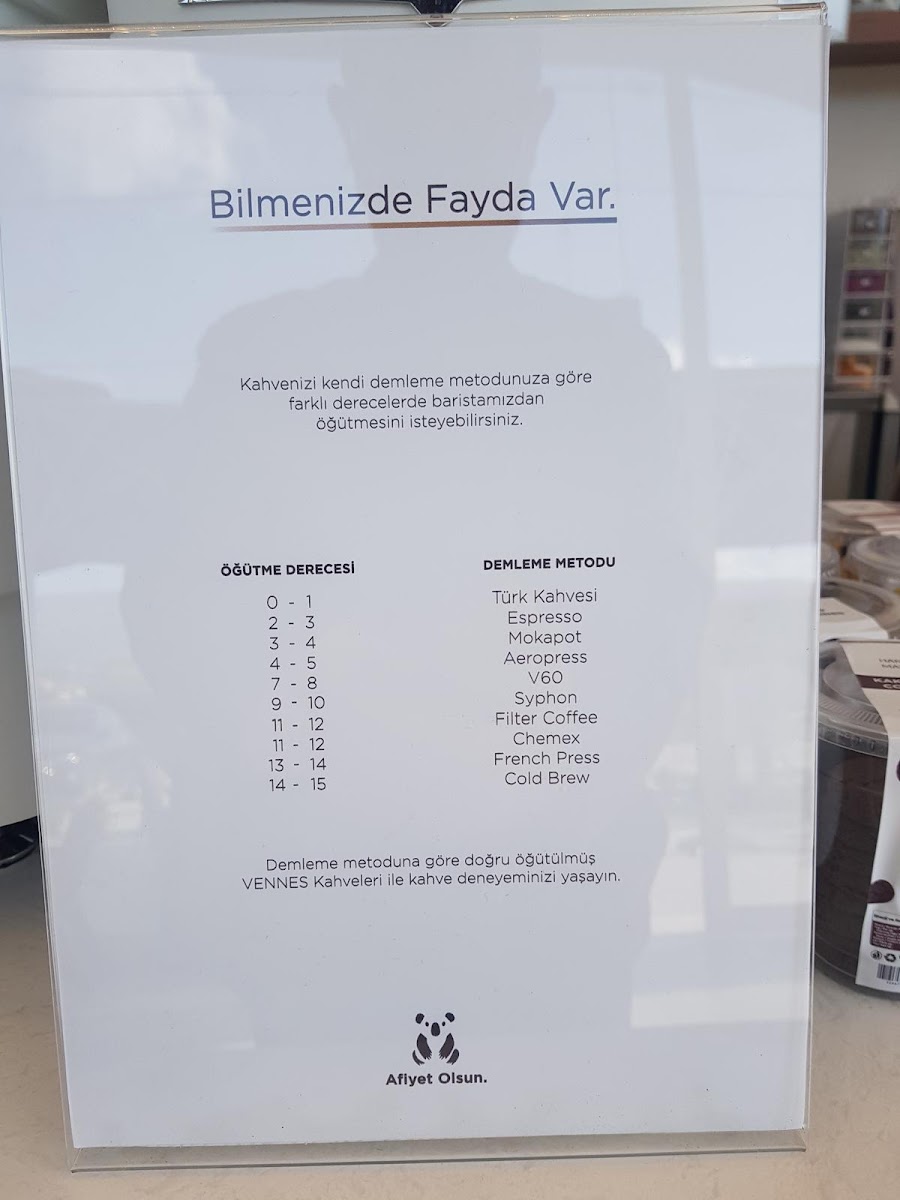 Bilmenizde Fayda Var.
Kahvenizi kendi demleme metodunuza göre
farklı derecelerde baristamızdan
öğütmesini isteyebilirsiniz.
ÖĞÜTME DERECESİ DEMLEME METODU
0 - 1 Türk Kahvesi
2 - 3 Espresso
3 - 4 Mokapot
4 - 5 Aeropress
7 - 8 V60
9 - 10 Syphon
11 - 12 Filter Coffee
11 - 12 Chemex
13 - 14 French Press
14 - 15 Cold Brew
Demleme metoduna göre doğru öğütülmüş
VENNES Kahveleri ile kahve deneyeminizi yaşayın.
Afiyet Olsun.